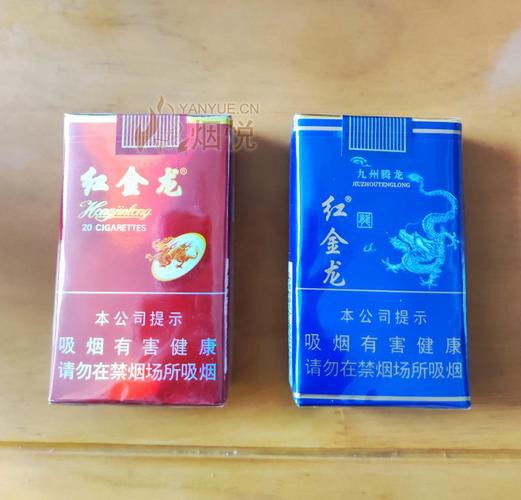 YANYUE.CN
烟悦
红金龙®
Hongjinlong
20 CIGARETTES
本公司提示
吸烟有害健康
请勿在禁烟场所吸烟
九州腾龙
JIUZHOUTENGLONG
红金龙
本公司提示
吸烟有害健康
请勿在禁烟场所吸烟